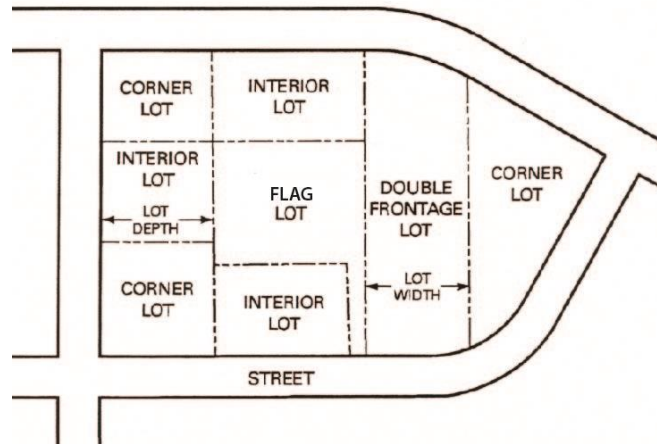 CORNER
LOT
INTERIOR
LOT
INTERIOR
LOT
LOT
DEPTH
FLAG
LOT
DOUBLE
FRONTAGE
LOT
CORNER
LOT
LOT
WIDTH
CORNER
LOT
INTERIOR
LOT
STREET